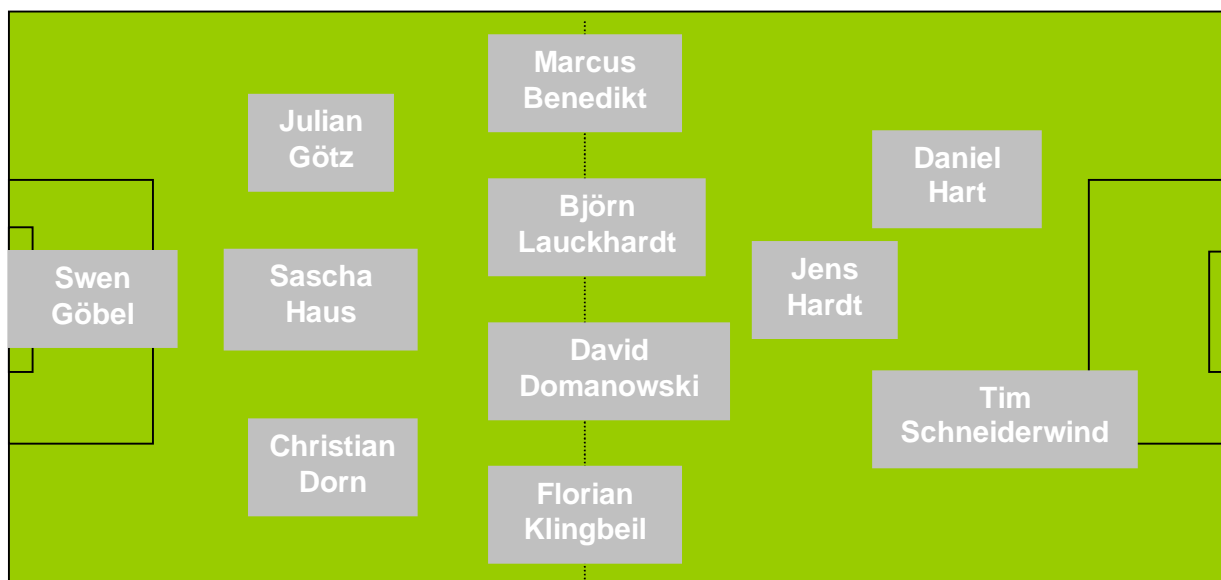 Marcus
Benedikt
Julian
Götz
Daniel
Hart
Björn
Lauckhardt
Jens
Hardt
Swen
Göbel
Sascha
Haus
David
Domanowski
Tim
Schneiderwind
Christian
Dorn
Florian
Klingbeil